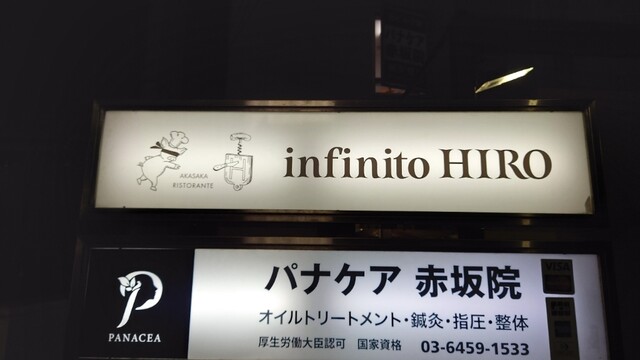 AKASAKA
RISTORANTE
infinito HIRO
パナケア 赤坂院
オイルトリートメント・鍼灸・指圧・整体
厚生労働大臣認可 国家資格 03-6459-1533
PANACEA
VISA